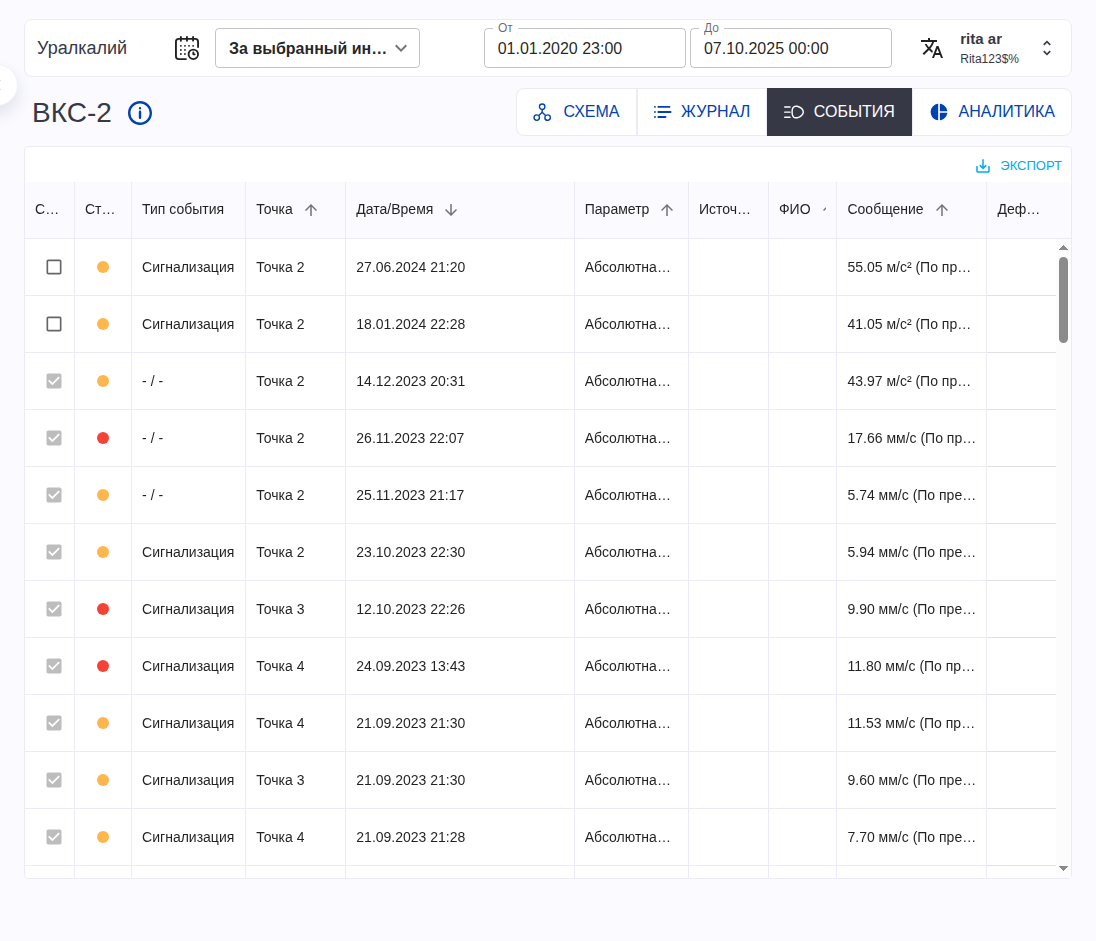 Уралкалий
За выбранный ин…
От
01.01.2020 23:00
До
07.10.2025 00:00
rita ar
Rita123$%
ВКС-2
СХЕМА
ЖУРНАЛ
СОБЫТИЯ
АНАЛИТИКА
ЭКСПОРТ
С… Ст… Тип события Точка Дата/Время Параметр Источ… ФИО Сообщение Деф…
Сигнализация Точка 2 27.06.2024 21:20 Абсолютна… 55.05 м/с² (По пр…
Сигнализация Точка 2 18.01.2024 22:28 Абсолютна… 41.05 м/с² (По пр…
- / - Точка 2 14.12.2023 20:31 Абсолютна… 43.97 м/с² (По пр…
- / - Точка 2 26.11.2023 22:07 Абсолютна… 17.66 мм/с (По пр…
- / - Точка 2 25.11.2023 21:17 Абсолютна… 5.74 мм/с (По пре…
Сигнализация Точка 2 23.10.2023 22:30 Абсолютна… 5.94 мм/с (По пре…
Сигнализация Точка 3 12.10.2023 22:26 Абсолютна… 9.90 мм/с (По пре…
Сигнализация Точка 4 24.09.2023 13:43 Абсолютна… 11.80 мм/с (По пр…
Сигнализация Точка 4 21.09.2023 21:30 Абсолютна… 11.53 мм/с (По пр…
Сигнализация Точка 3 21.09.2023 21:30 Абсолютна… 9.60 мм/с (По пре…
Сигнализация Точка 4 21.09.2023 21:28 Абсолютна… 7.70 мм/с (По пре…